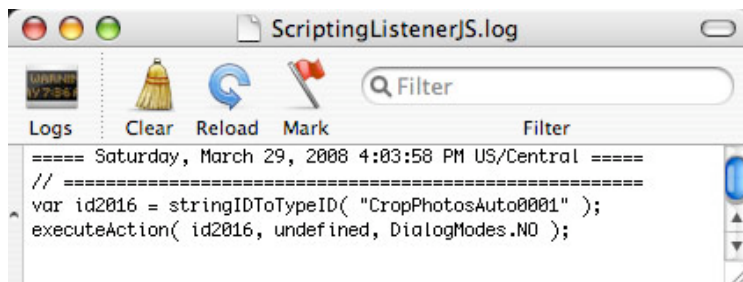 ScriptingListenerJS.log
Filter
Logs Clear Reload Mark Filter
===== Saturday, March 29, 2008 4:03:58 PM US/Central =====
// =======================================================
var id2016 = stringIDToTypeID( "CropPhotosAuto0001" );
executeAction( id2016, undefined, DialogModes.NO );